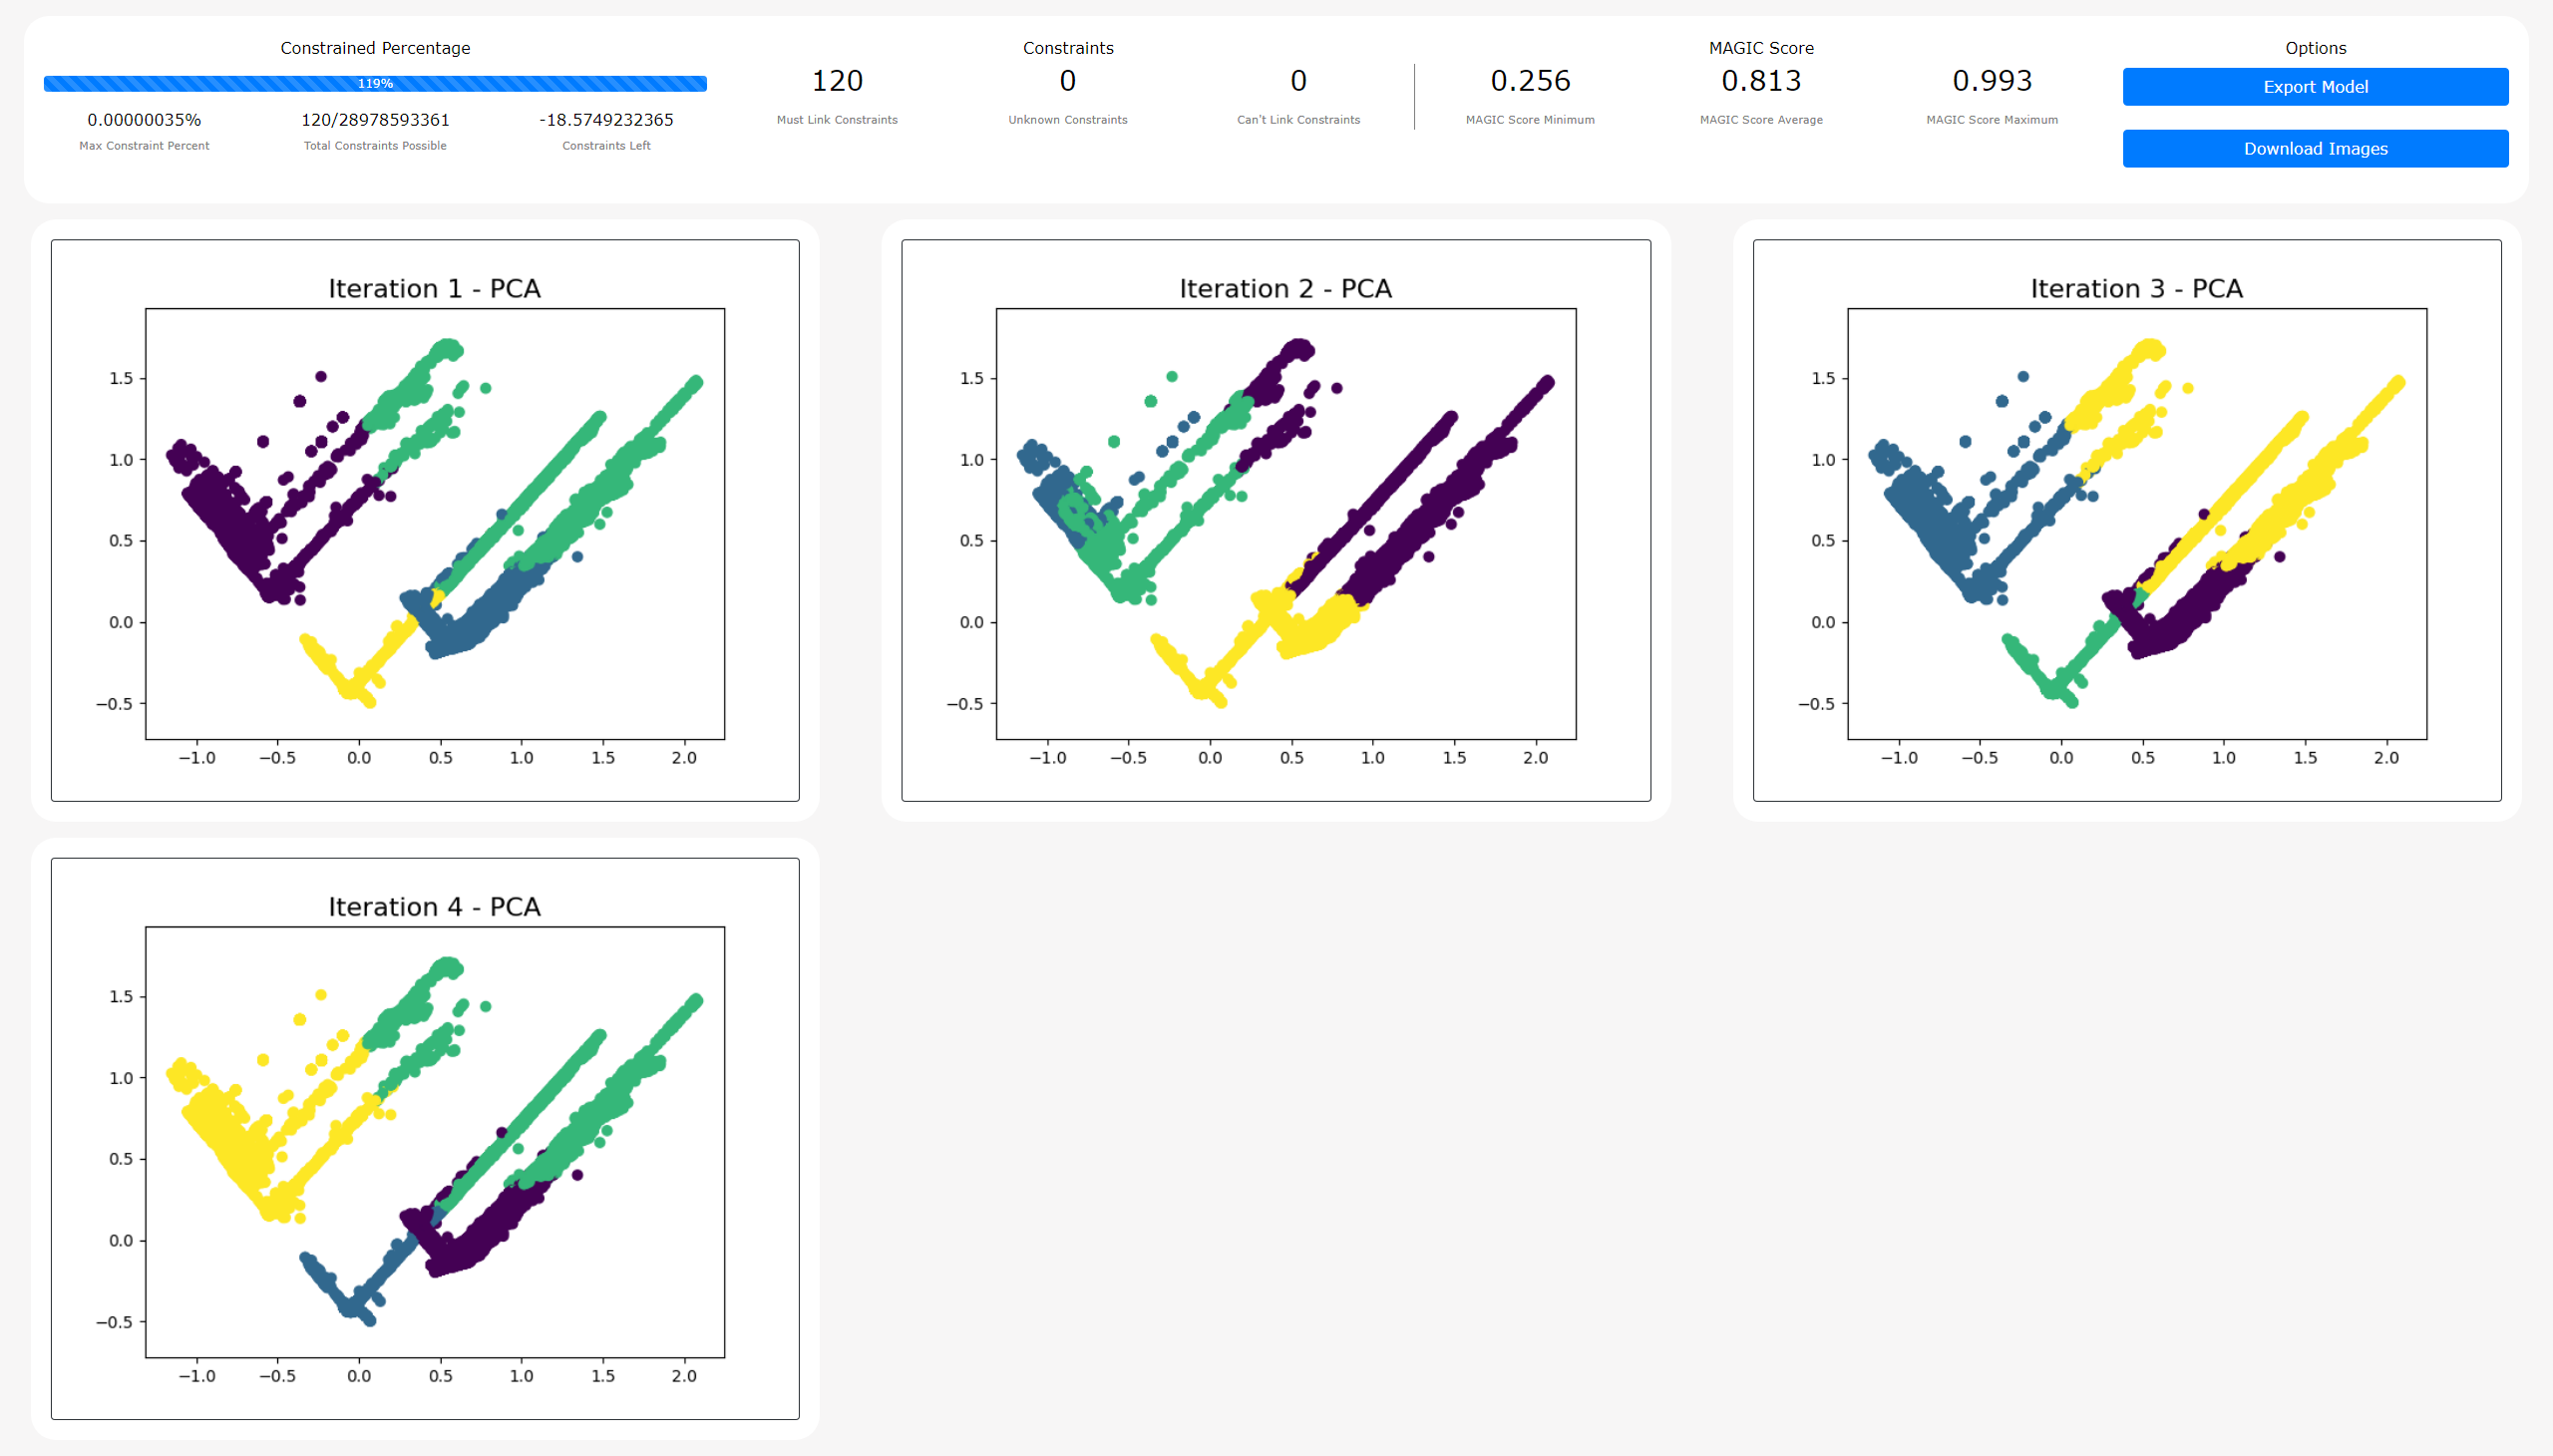 Constrained Percentage
119%
0.00000035%
Max Constraint Percent
120/28978593361
Total Constraints Possible
-18.5749232365
Constraints Left
Constraints
120
Must Link Constraints
0
Unknown Constraints
0
Can't Link Constraints
MAGIC Score
0.256
MAGIC Score Minimum
0.813
MAGIC Score Average
0.993
MAGIC Score Maximum
Options
Export Model
Download Images
Iteration 1 - PCA
1.5
1.0
0.5
0.0
−0.5
−1.0 −0.5 0.0 0.5 1.0 1.5 2.0
Iteration 2 - PCA
1.5
1.0
0.5
0.0
−0.5
−1.0 −0.5 0.0 0.5 1.0 1.5 2.0
Iteration 3 - PCA
1.5
1.0
0.5
0.0
−0.5
−1.0 −0.5 0.0 0.5 1.0 1.5 2.0
Iteration 4 - PCA
1.5
1.0
0.5
0.0
−0.5
−1.0 −0.5 0.0 0.5 1.0 1.5 2.0